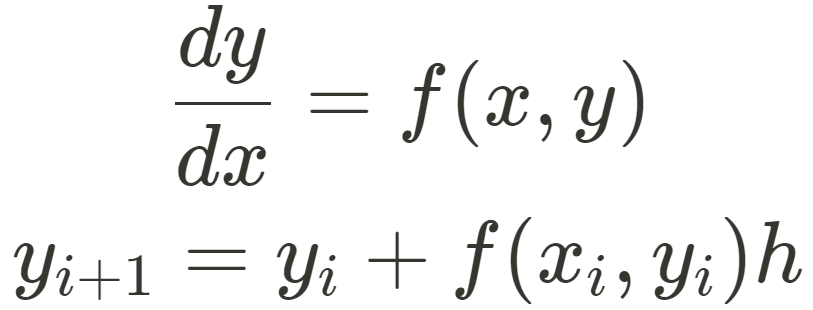 dy/dx = f(x, y)
y_{i+1} = y_i + f(x_i, y_i)h